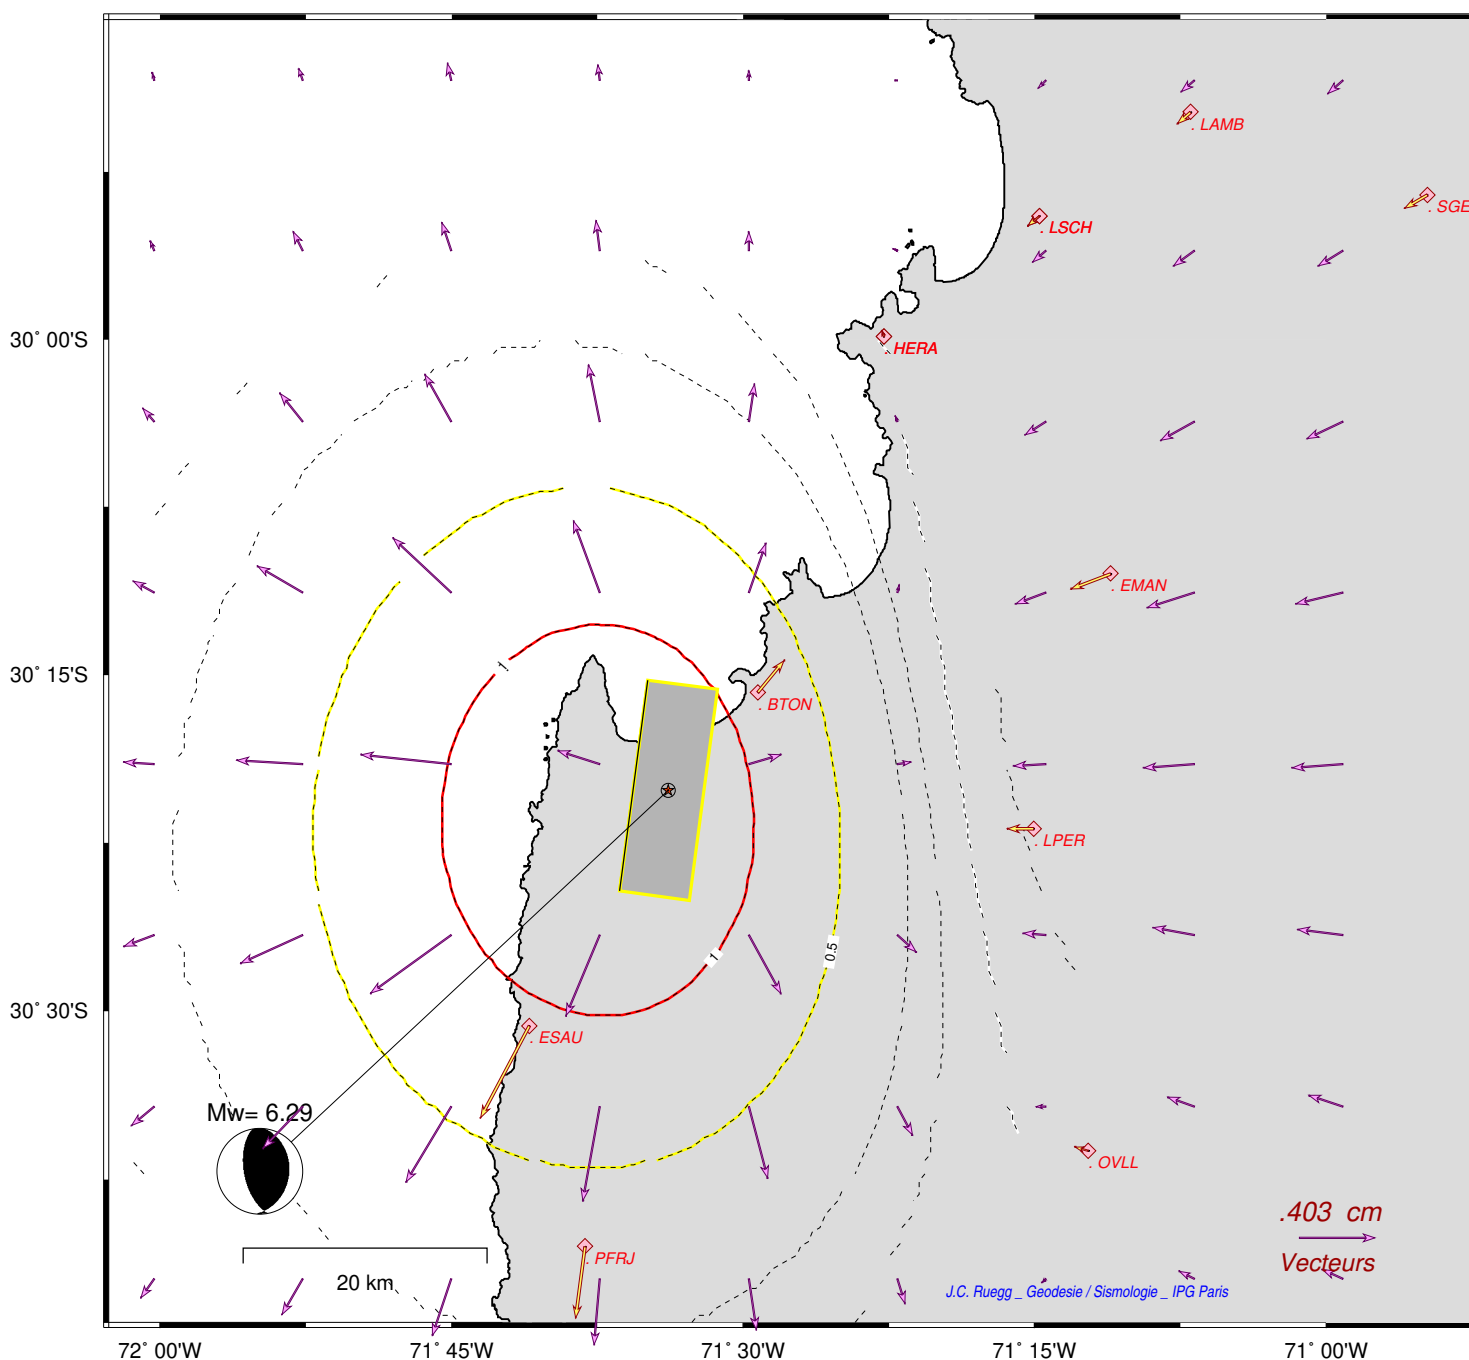 . LAMB
. SGE
. LSCH
30° 00'S
. HERA
. EMAN
1
30° 15'S
. BTON
. LPER
0.5
1
30° 30'S
. ESAU
Mw= 6.29
. OVLL
.403 cm
. PFRJ
Vecteurs
20 km
J.C. Ruegg _ Geodesie / Sismologie _ IPG Paris
72° 00'W
71° 45'W
71° 30'W
71° 15'W
71° 00'W